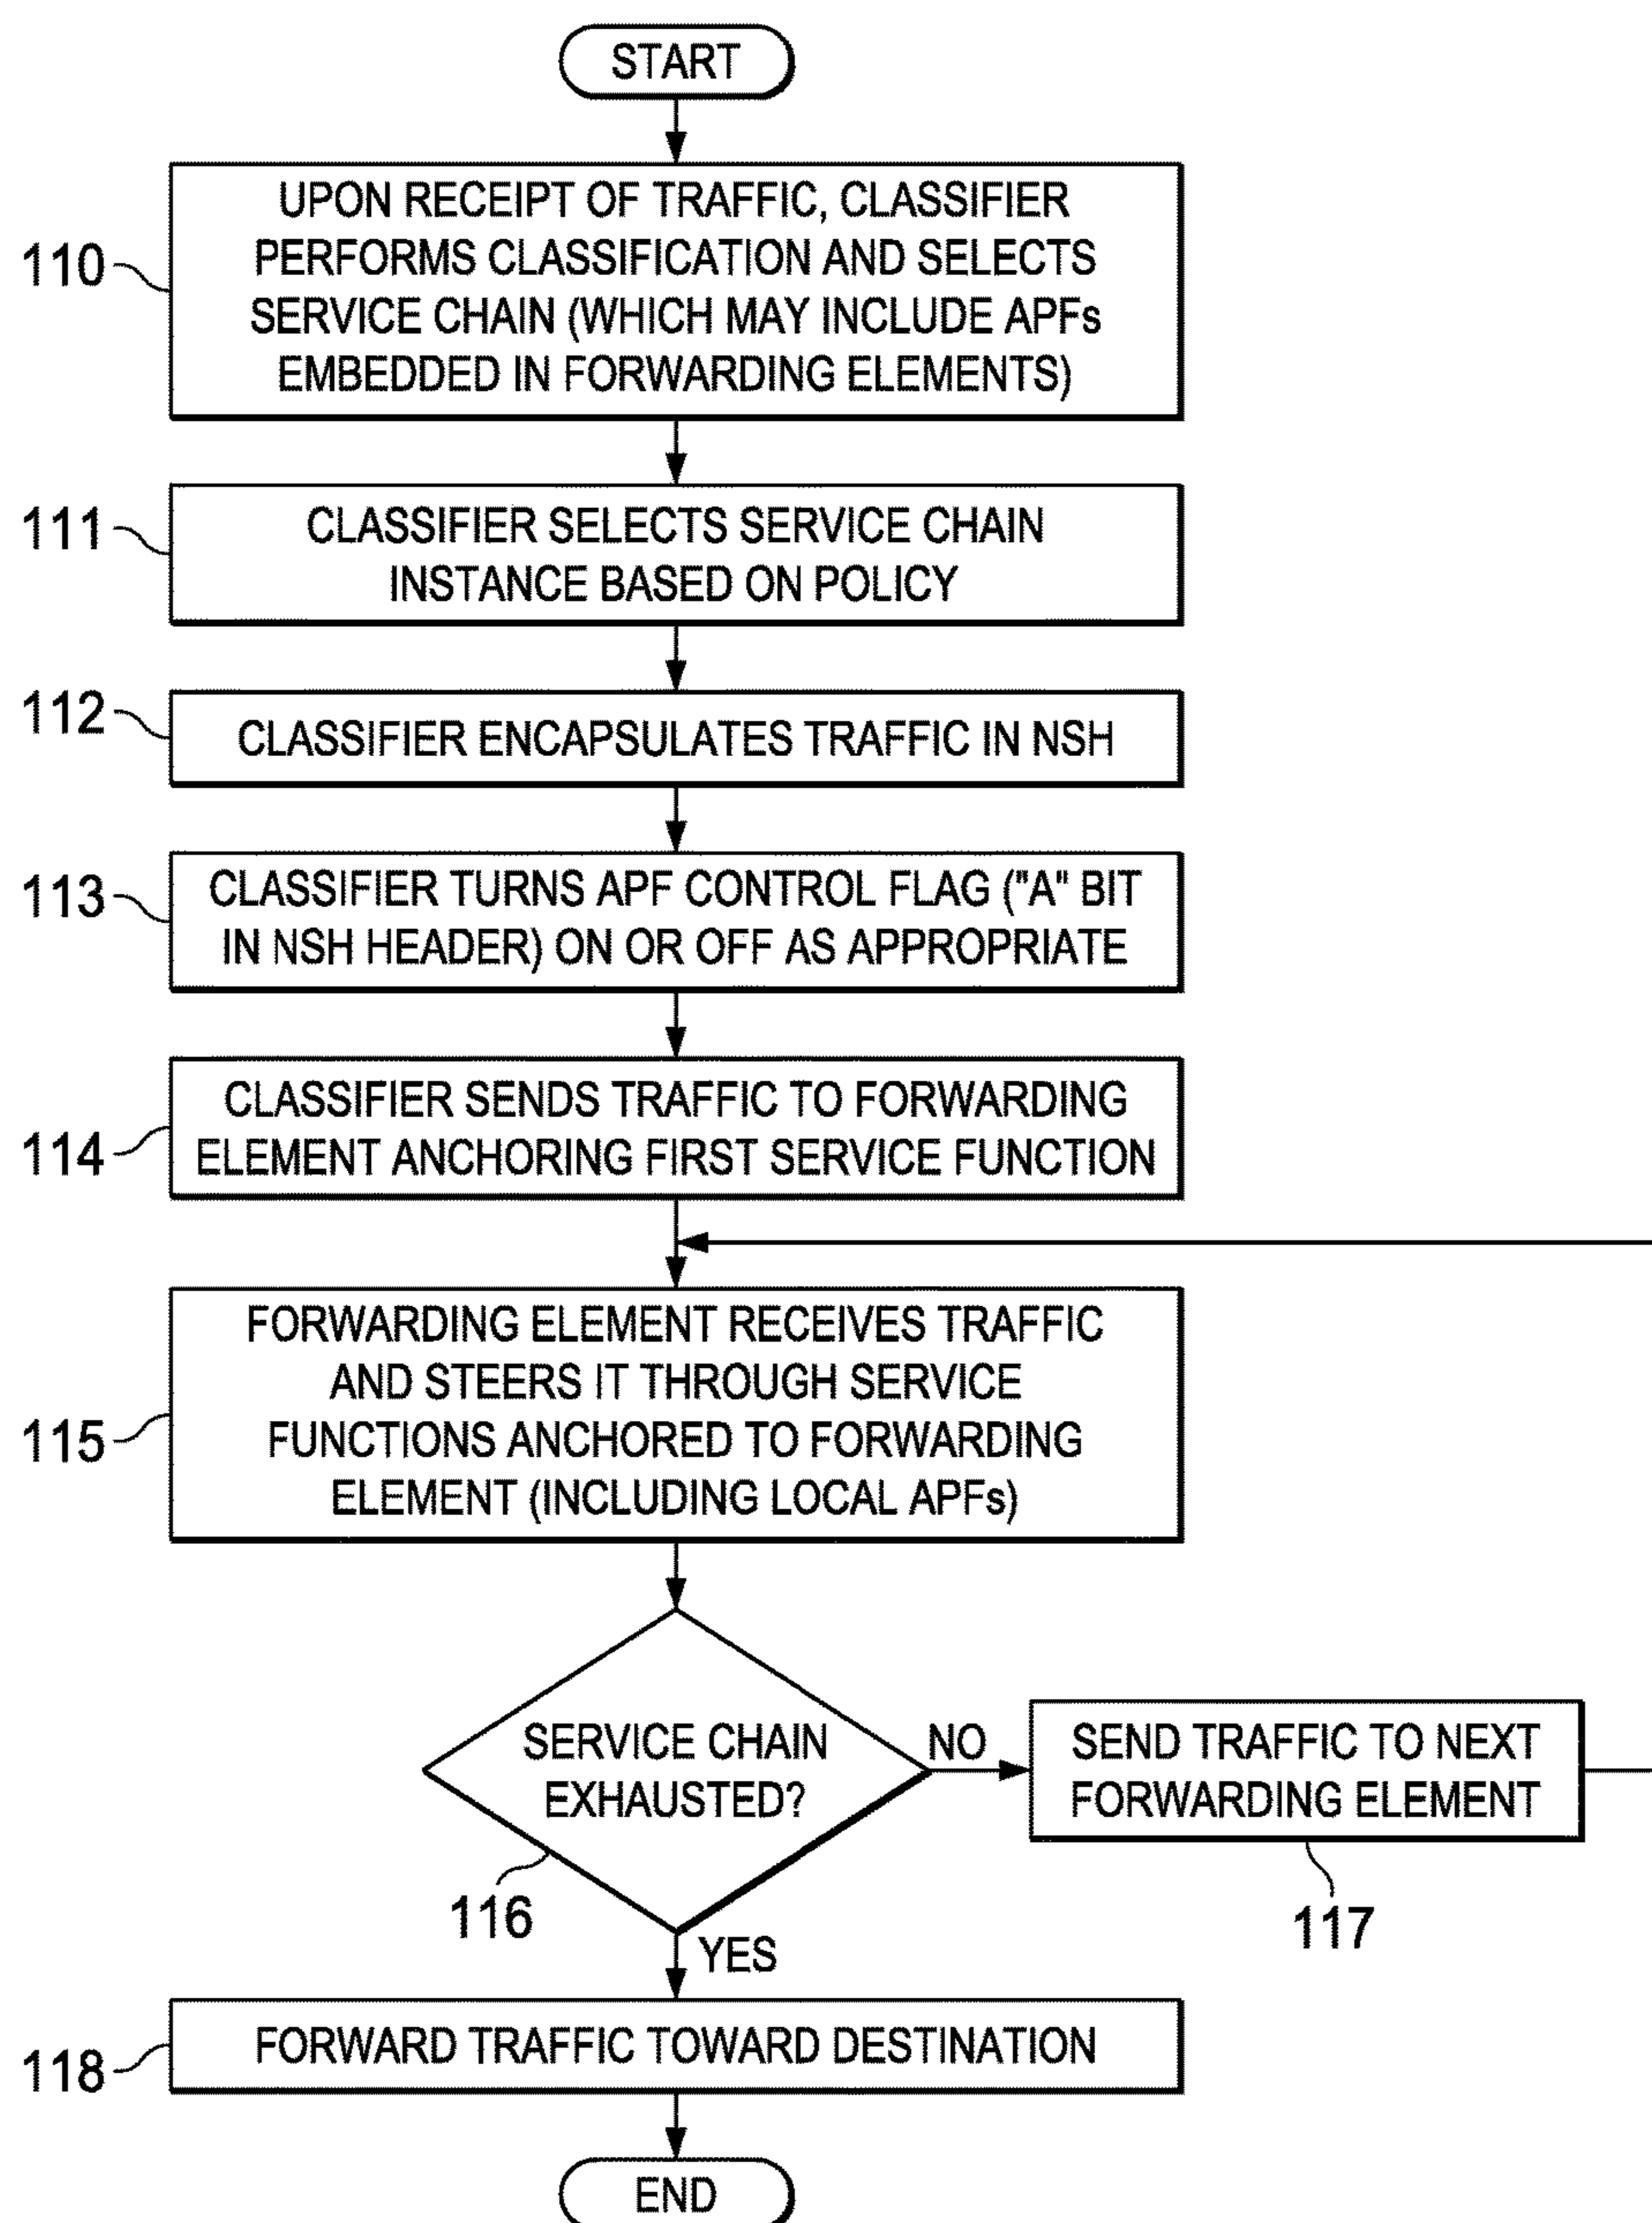 START
110
UPON RECEIPT OF TRAFFIC, CLASSIFIER
PERFORMS CLASSIFICATION AND SELECTS
SERVICE CHAIN (WHICH MAY INCLUDE APFs
EMBEDDED IN FORWARDING ELEMENTS)
111
CLASSIFIER SELECTS SERVICE CHAIN
INSTANCE BASED ON POLICY
112
CLASSIFIER ENCAPSULATES TRAFFIC IN NSH
113
CLASSIFIER TURNS APF CONTROL FLAG ("A" BIT
IN NSH HEADER) ON OR OFF AS APPROPRIATE
114
CLASSIFIER SENDS TRAFFIC TO FORWARDING
ELEMENT ANCHORING FIRST SERVICE FUNCTION
115
FORWARDING ELEMENT RECEIVES TRAFFIC
AND STEERS IT THROUGH SERVICE
FUNCTIONS ANCHORED TO FORWARDING
ELEMENT (INCLUDING LOCAL APFs)
SERVICE CHAIN
EXHAUSTED?
116
NO
SEND TRAFFIC TO NEXT
FORWARDING ELEMENT
117
YES
118
FORWARD TRAFFIC TOWARD DESTINATION
END